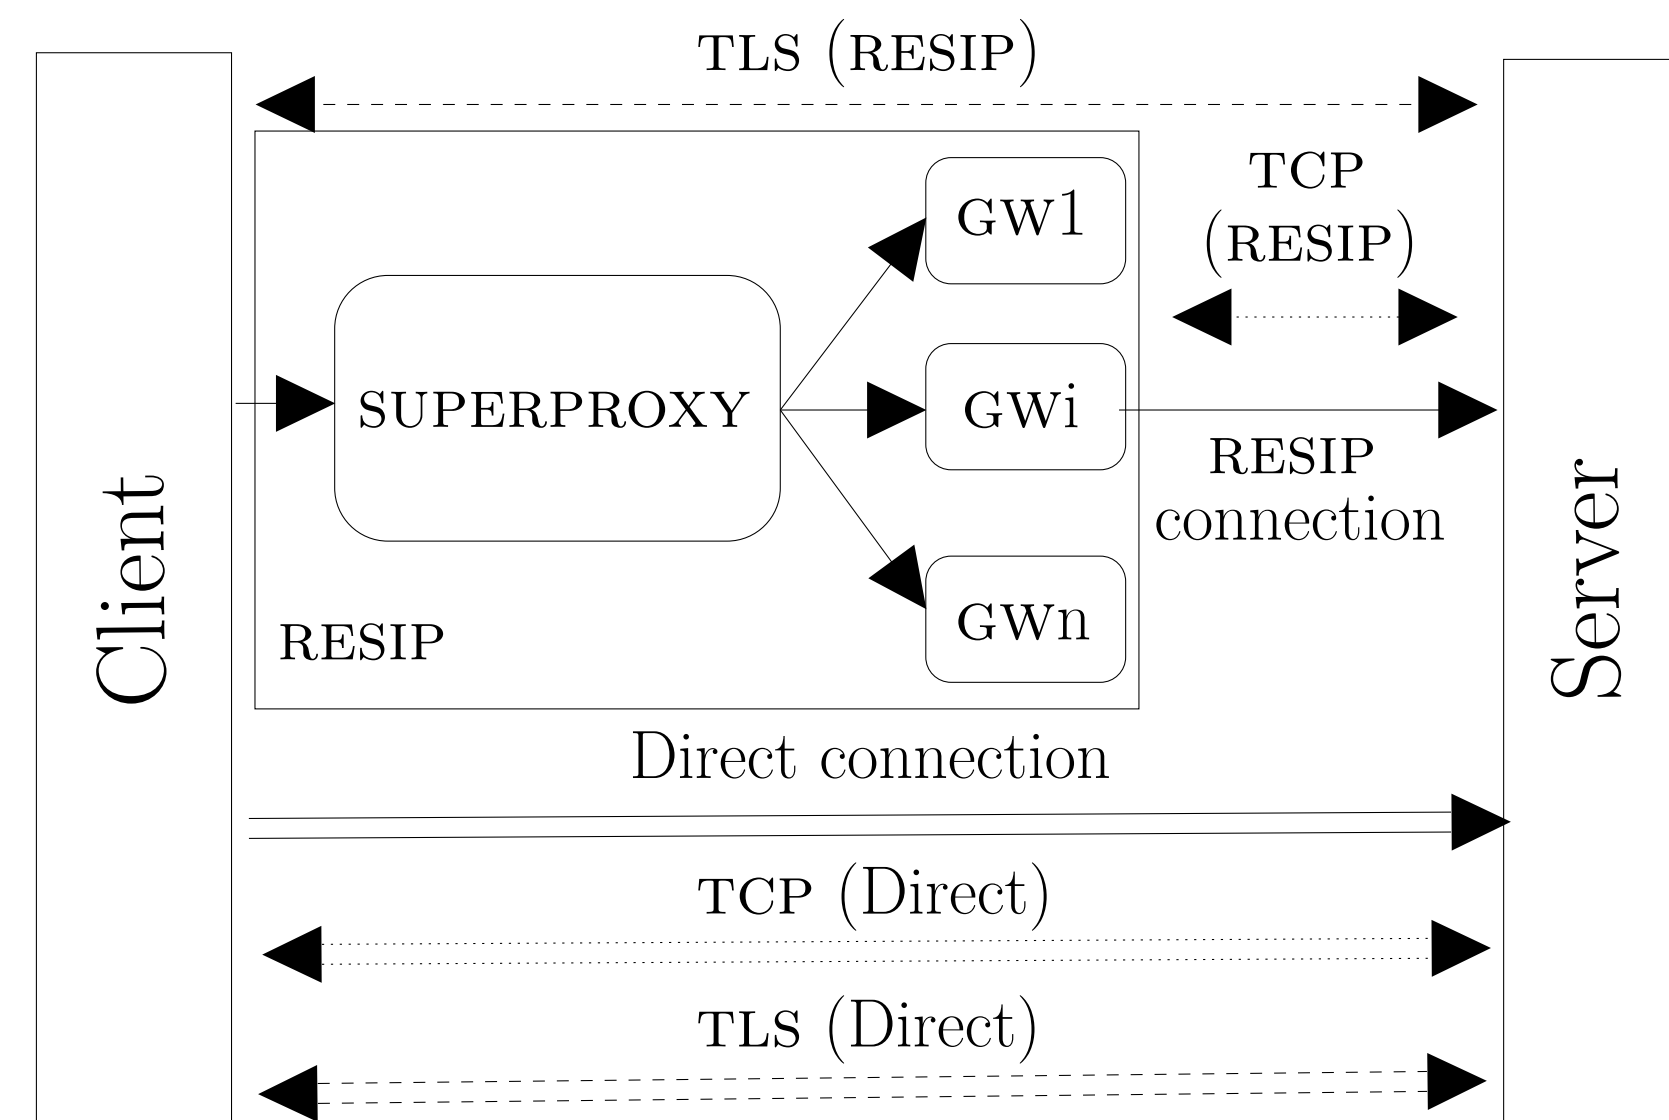 TLS (RESIP)
TCP
(RESIP)
GW1
SUPERPROXY
GWi
RESIP
connection
GWn
RESIP
Client
Server
Direct connection
TCP (Direct)
TLS (Direct)